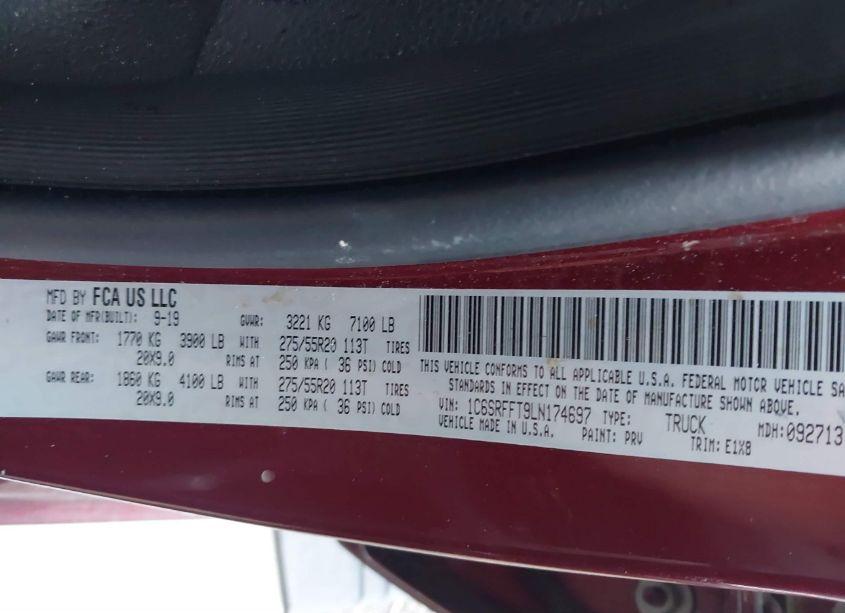 MFD BY FCA US LLC
DATE OF MFR(BUILT): 9-19 GVWR: 3221 KG 7100 LB
GAWR FRONT: 1770 KG 3900 LB WITH 275/55R20 113T TIRES
20X9.0 RIMS AT 250 KPA ( 36 PSI) COLD
GAWR REAR: 1860 KG 4100 LB WITH 275/55R20 113T TIRES
20X9.0 RIMS AT 250 KPA ( 36 PSI) COLD
THIS VEHICLE CONFORMS TO ALL APPLICABLE U.S.A. FEDERAL MOTOR VEHICLE SA
STANDARDS IN EFFECT ON THE DATE OF MANUFACTURE SHOWN ABOVE.
VIN: 1C6SRFFT9LN174697 TYPE: TRUCK MDH: 092713
VEHICLE MADE IN U.S.A. PAINT: PRV TRIM: E1X8